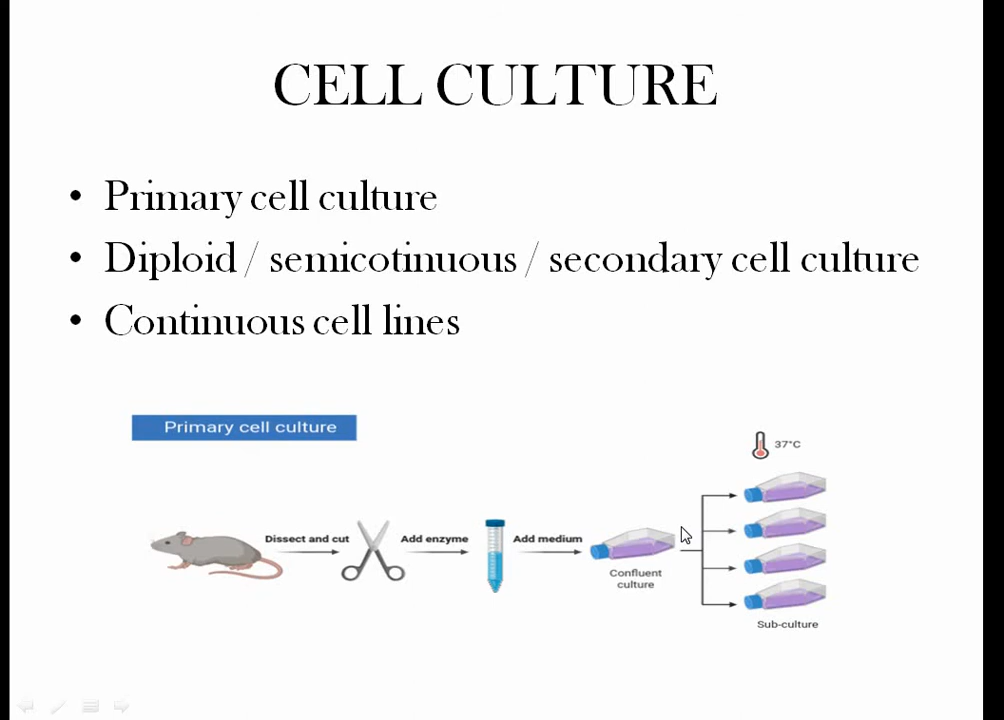 CELL CULTURE
• Primary cell culture
• Diploid / semicotinuous / secondary cell culture
• Continuous cell lines
Primary cell culture
37°C
Dissect and cut
Add enzyme
Add medium
Confluent
culture
Sub-culture